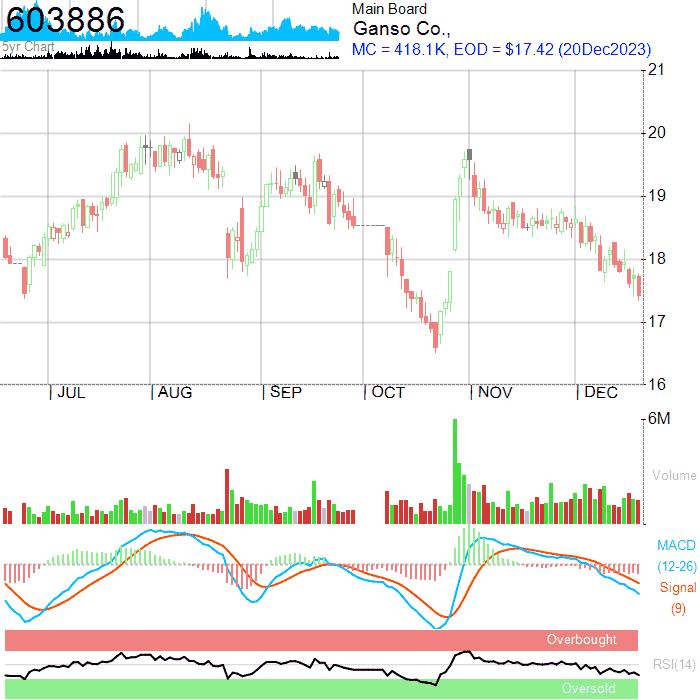 603886
5yr Chart
Main Board
Ganso Co.,
MC = 418.1K, EOD = $17.42 (20Dec2023)
21
20
19
18
17
16
JUL AUG SEP OCT NOV DEC
6M
Volume
MACD
(12-26)
Signal
(9)
Overbought
RSI(14)
Oversold